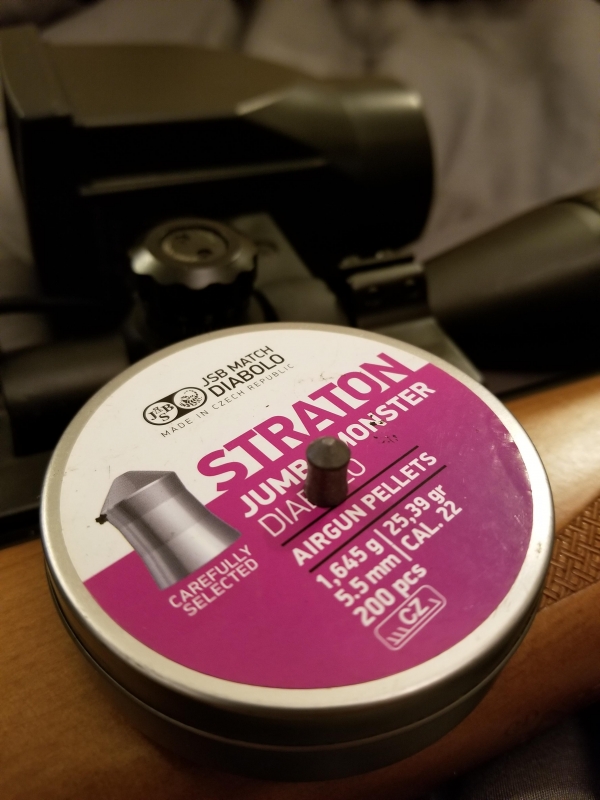 JSB
JSB MATCH
DIABOLO
MADE IN CZECH REPUBLIC
STRATON
JUMBO MONSTER
DIABOLO
AIRGUN PELLETS
1,645 g | 25,39 gr
5.5 mm | CAL. 22
200 pcs
CZ
CAREFULLY
SELECTED